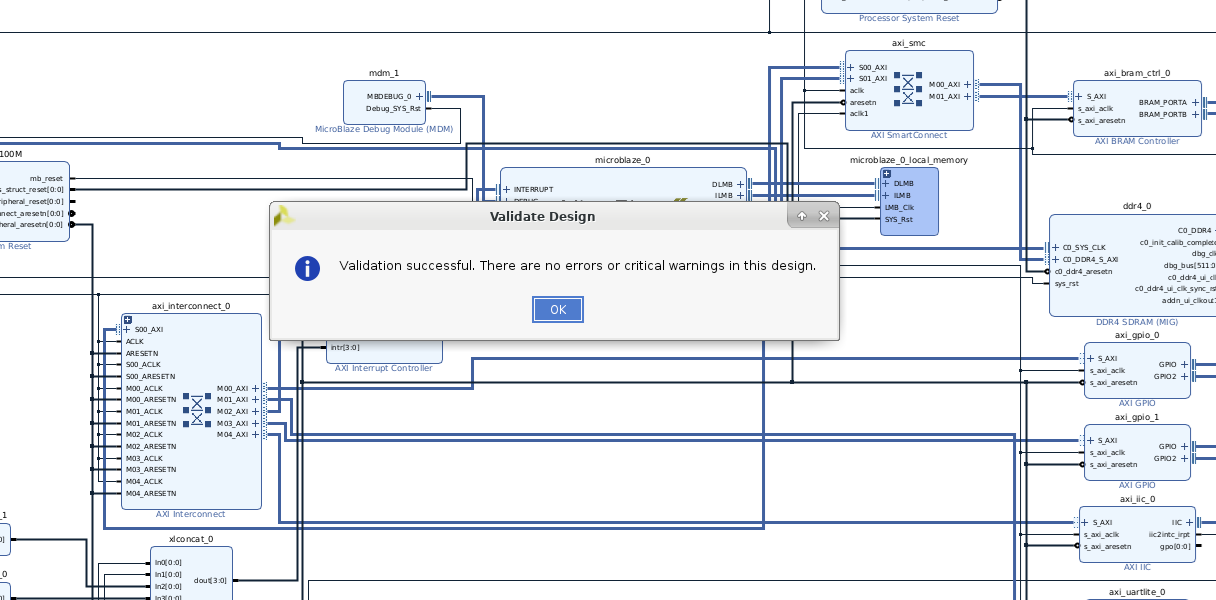 Processor System Reset
axi_smc
S00_AXI
S01_AXI
aclk
aresetn
aclk1
M00_AXI
M01_AXI
AXI SmartConnect
axi_bram_ctrl_0
S_AXI
s_axi_aclk
s_axi_aresetn
BRAM_PORTA
BRAM_PORTB
AXI BRAM Controller
mdm_1
MBDEBUG_0
Debug_SYS_Rst
MicroBlaze Debug Module (MDM)
100M
mb_reset
s_struct_reset[0:0]
ripheral_reset[0:0]
nnect_aresetn[0:0]
heral_aresetn[0:0]
m Reset
microblaze_0
INTERRUPT
DLMB
ILMB
microblaze_0_local_memory
DLMB
ILMB
LMB_Clk
SYS_Rst
Validate Design
Validation successful. There are no errors or critical warnings in this design.
OK
ddr4_0
C0_SYS_CLK
C0_DDR4_S_AXI
c0_ddr4_aresetn
sys_rst
C0_DDR4
c0_init_calib_complete
dbg_cl
dbg_bus[511:0
c0_ddr4_ui_cl
c0_ddr4_ui_clk_sync_rs
addn_ui_clkout
DDR4 SDRAM (MIG)
axi_interconnect_0
S00_AXI
ACLK
ARESETN
S00_ACLK
S00_ARESETN
M00_ACLK
M00_ARESETN
M01_ACLK
M01_ARESETN
M02_ACLK
M02_ARESETN
M03_ACLK
M03_ARESETN
M04_ACLK
M04_ARESETN
M00_AXI
M01_AXI
M02_AXI
M03_AXI
M04_AXI
AXI Interconnect
intr[3:0]
AXI Interrupt Controller
axi_gpio_0
S_AXI
s_axi_aclk
s_axi_aresetn
GPIO
GPIO2
AXI GPIO
axi_gpio_1
S_AXI
s_axi_aclk
s_axi_aresetn
GPIO
GPIO2
AXI GPIO
axi_iic_0
S_AXI
s_axi_aclk
s_axi_aresetn
IIC
iic2intc_irpt
gpo[0:0]
AXI IIC
axi_uartlite_0
_1
0]
_0
xlconcat_0
In0[0:0]
In1[0:0]
In2[0:0]
In3[0:0]
dout[3:0]